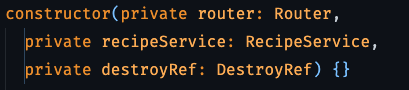 constructor(private router: Router,
private recipeService: RecipeService,
private destroyRef: DestroyRef) {}